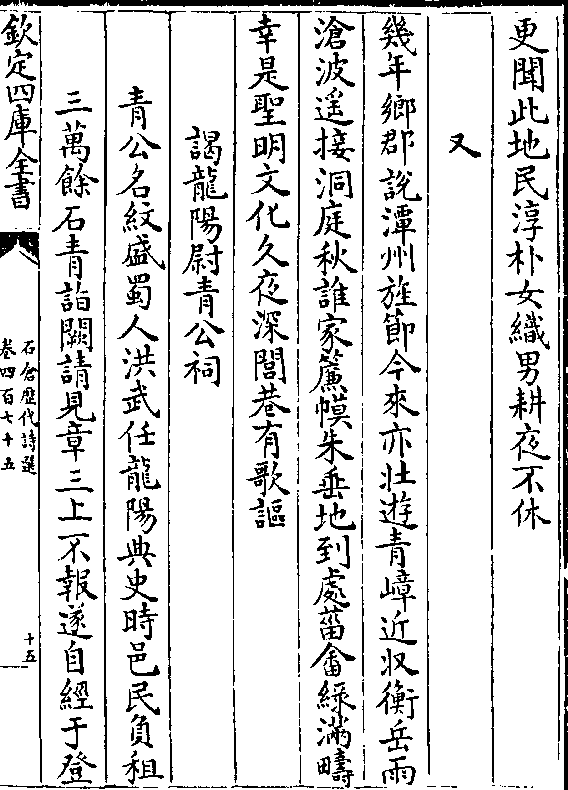 更聞此地民淳朴女織男耕夜不休
又
幾年鄉郡說潭州旌節今來亦壯遊青嶂近収衡岳雨
滄波遥接洞庭秋誰家簾幙朱垂地到處菑畬綠滿疇
幸是聖明文化久夜深閭巷有歌謳
謁龍陽尉青公祠
青公名紋盛蜀人洪武任龍陽典史時邑民負租
三萬餘石青詣闕請見章三上不報遂自經于登
欽定四庫全書
石倉歷代詩選
卷四百七十五
十五